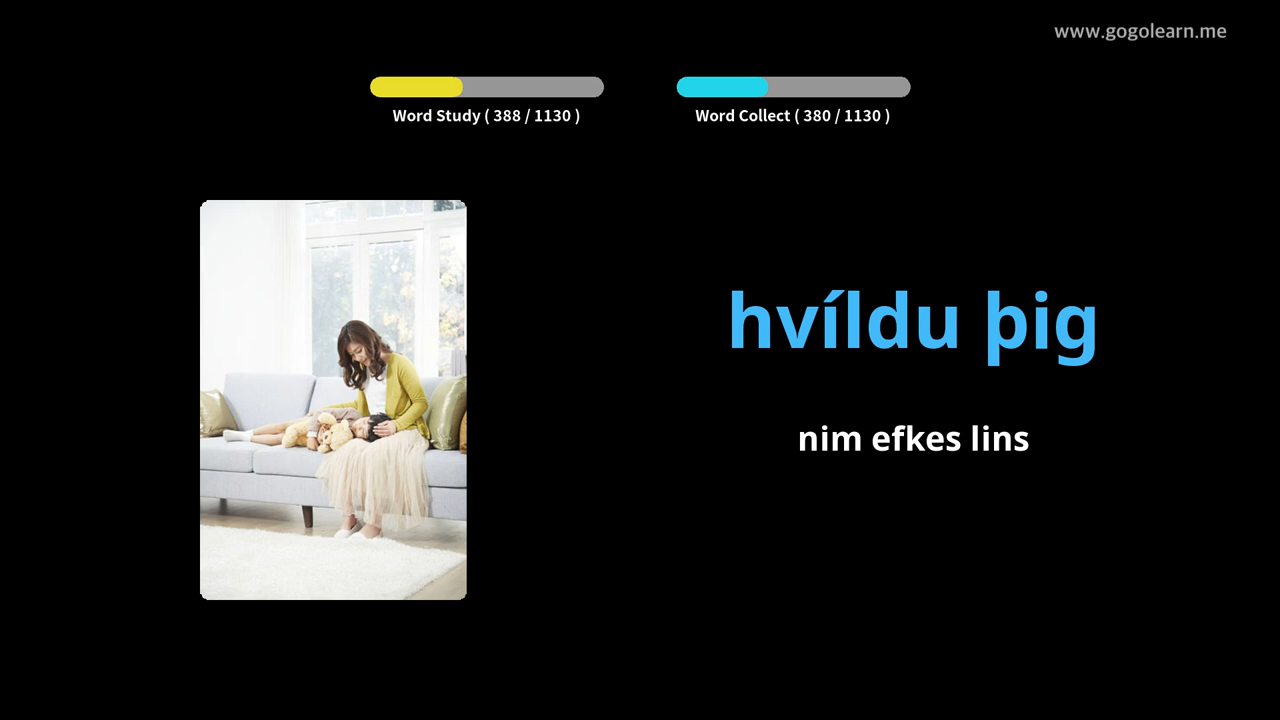 www.gogolearn.me
Word Study ( 388 / 1130 )
Word Collect ( 380 / 1130 )
hvíldu þig
nim efkes lins